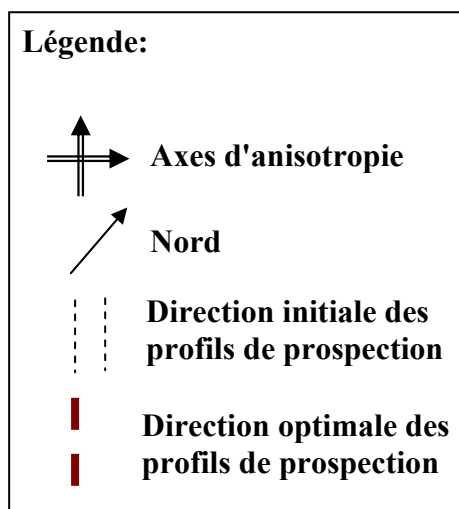 Légende:
Axes d'anisotropie
Nord
Direction initiale des
profils de prospection
Direction optimale des
profils de prospection